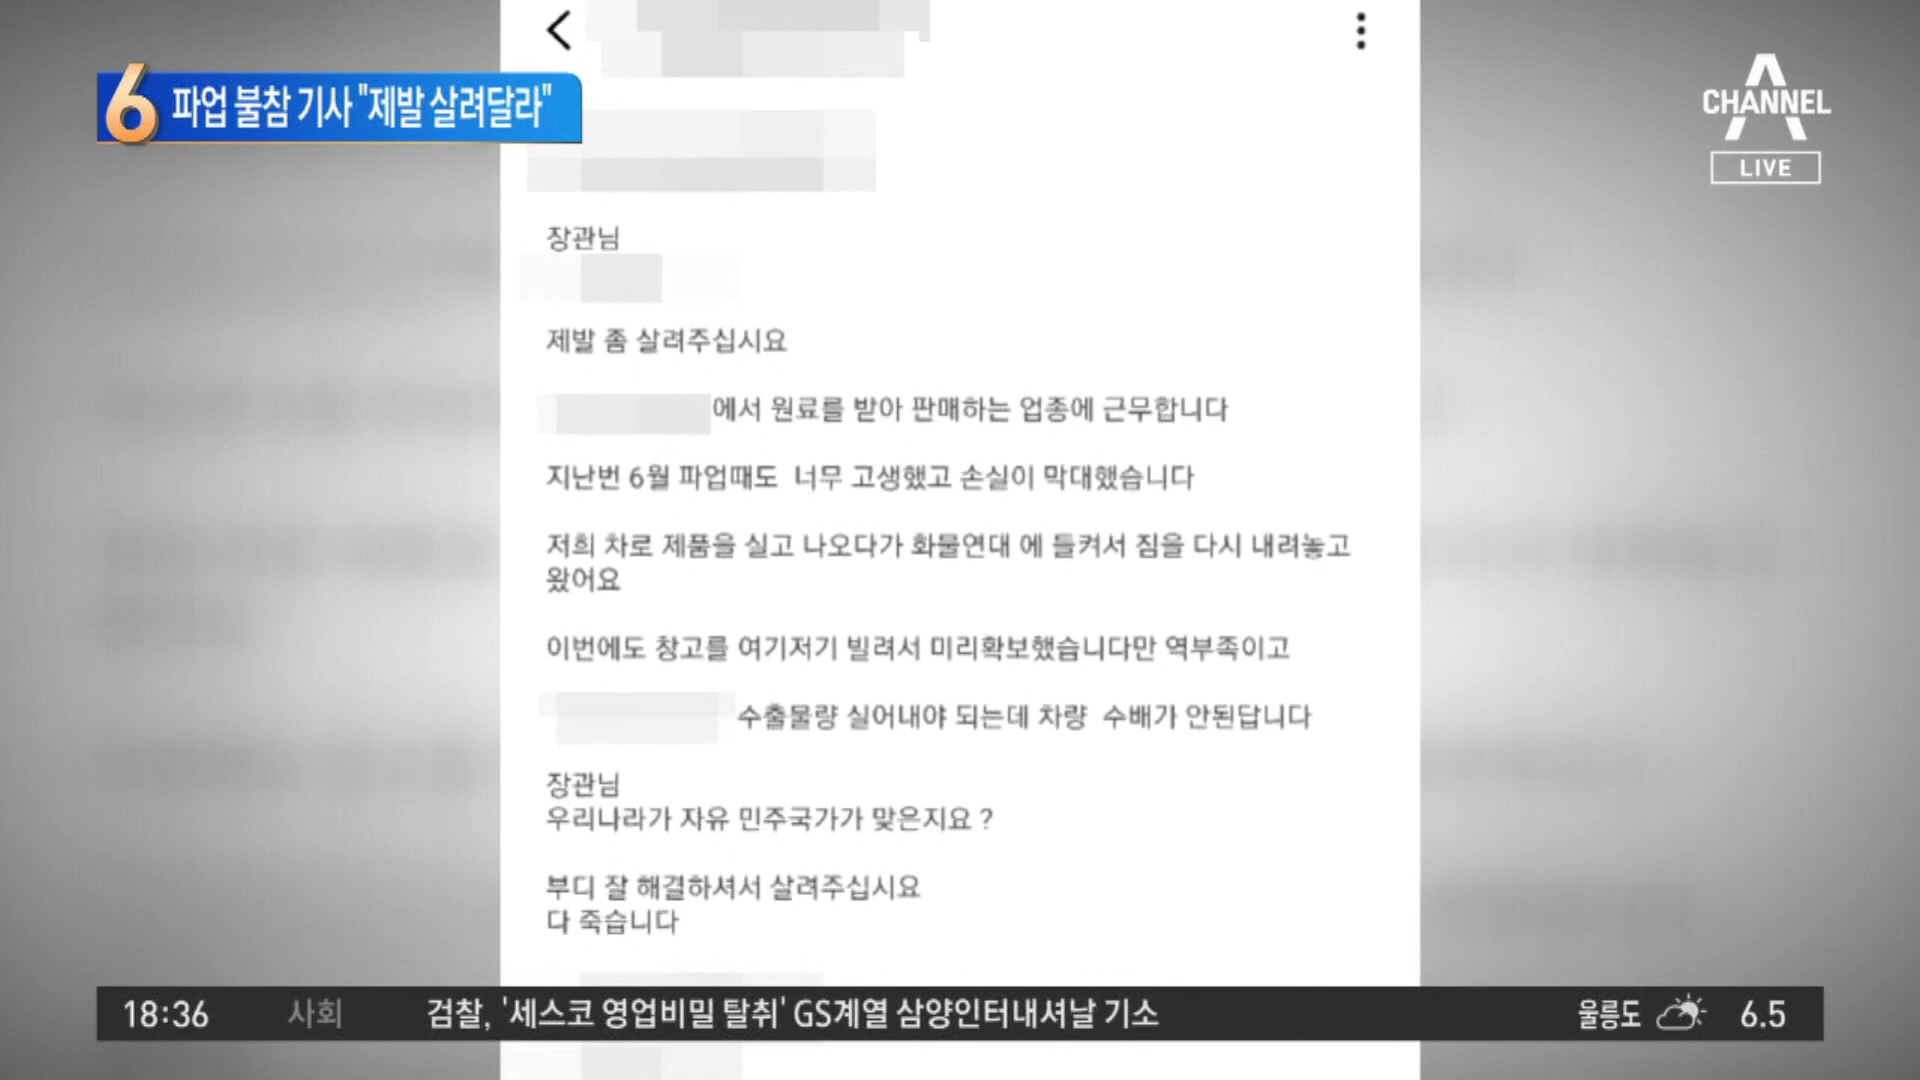 6 파업 불참 기사 "제발 살려달라"
CHANNEL A
LIVE
장관님
제발 좀 살려주십시요
에서 원료를 받아 판매하는 업종에 근무합니다
지난번 6월 파업때도 너무 고생했고 손실이 막대했습니다
저희 차로 제품을 실고 나오다가 화물연대 에 들켜서 짐을 다시 내려놓고
왔어요
이번에도 창고를 여기저기 빌려서 미리확보했습니다만 역부족이고
수출물량 실어내야 되는데 차량 수배가 안된답니다
장관님
우리나라가 자유 민주국가가 맞은지요 ?
부디 잘 해결하셔서 살려주십시요
다 죽습니다
18:36 사회 검찰, '세스코 영업비밀 탈취' GS계열 삼양인터내셔날 기소 울릉도 6.5